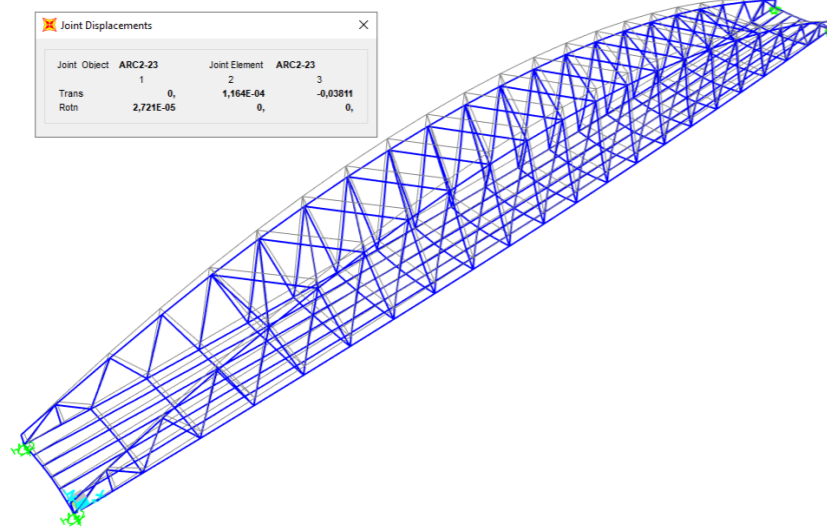 Joint Displacements
Joint Object ARC2-23 Joint Element ARC2-23
1 2 3
Trans 0, 1,164E-04 -0,03811
Rotn 2,721E-05 0, 0,